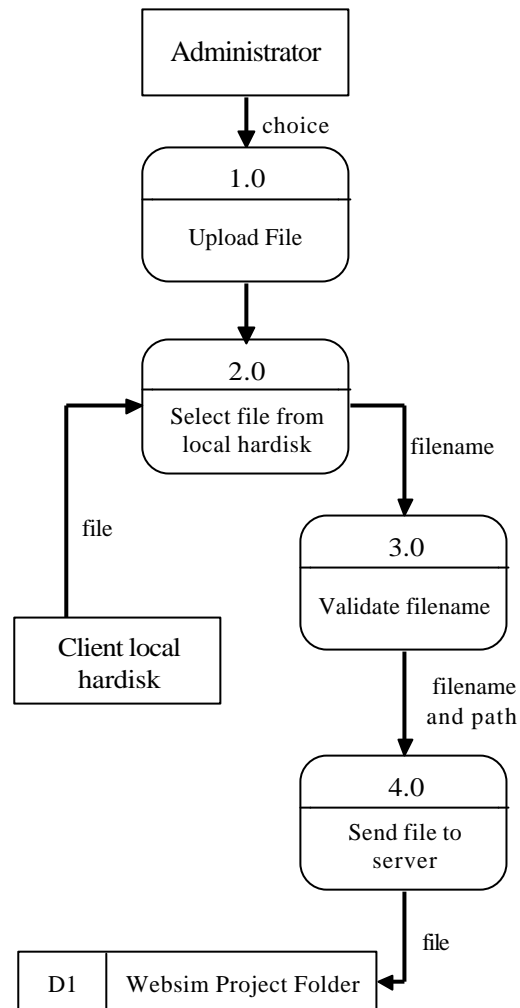 Administrator
choice
1.0
Upload File
2.0
Select file from
local hardisk
filename
file
3.0
Validate filename
Client local
hardisk
filename
and path
4.0
Send file to
server
file
D1
Websim Project Folder